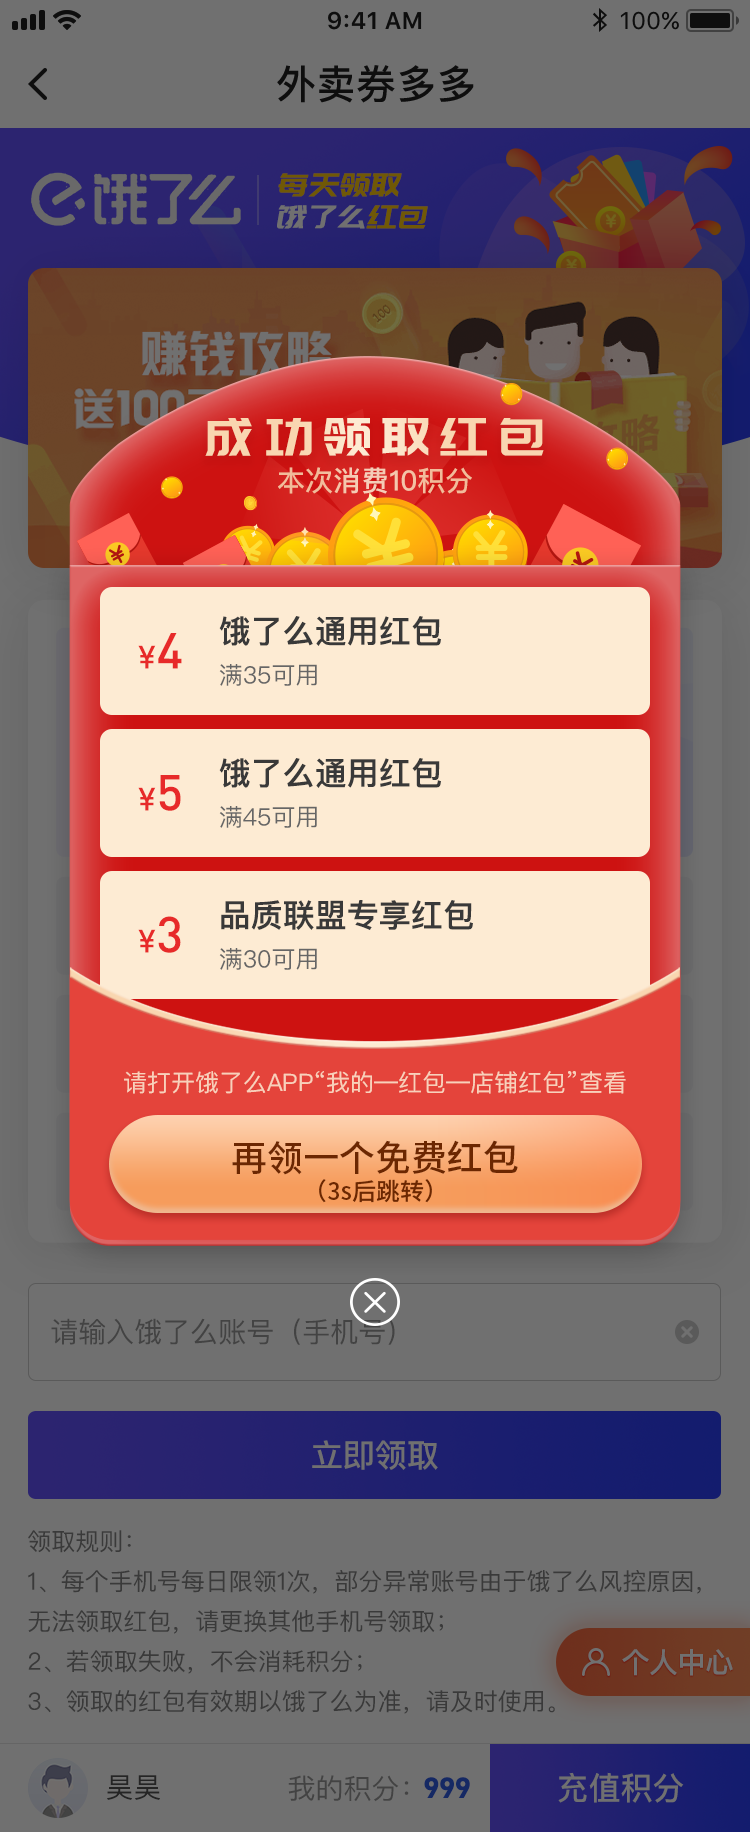 9:41 AM
100%
外卖券多多
饿了么
每天领取
饿了么红包
100
赚钱攻略
送100
攻略
成功领取红包
本次消费10积分
¥4
饿了么通用红包
满35可用
¥5
饿了么通用红包
满45可用
¥3
品质联盟专享红包
满30可用
请打开饿了么APP“我的—红包—店铺红包”查看
再领一个免费红包
（3s后跳转）
请输入饿了么账号（手机号）
立即领取
领取规则：
1、每个手机号每日限领1次，部分异常账号由于饿了么风控原因，
无法领取红包，请更换其他手机号领取；
2、若领取失败，不会消耗积分；
3、领取的红包有效期以饿了么为准，请及时使用。
个人中心
昊昊
我的积分：999
充值积分